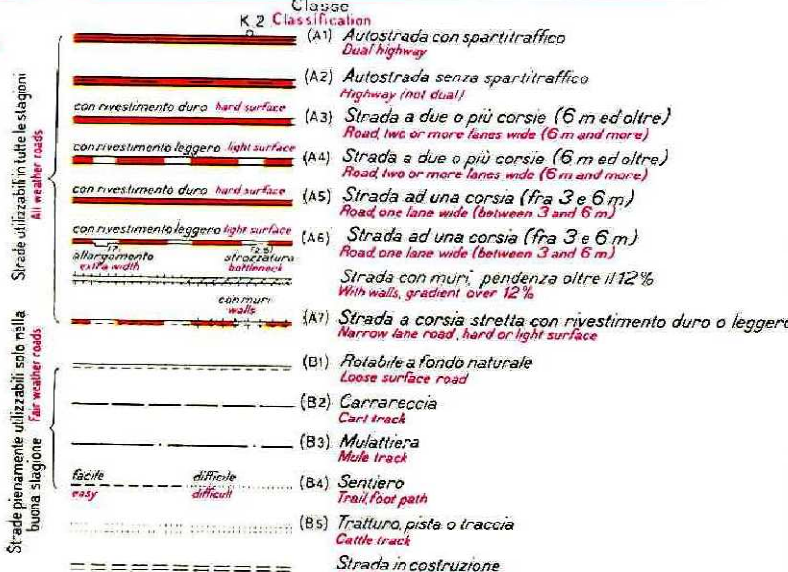 Classe
K.2 Classification
Strade utilizzabili in tutte le stagioni
All weather roads
(A1) Autostrada con spartitraffico
Dual highway
(A2) Autostrada senza spartitraffico
Highway (not dual)
con rivestimento duro hard surface
(A3) Strada a due o più corsie (6 m ed oltre)
Road, two or more lanes wide (6 m and more)
con rivestimento leggero light surface
(A4) Strada a due o più corsie (6 m ed oltre)
Road, two or more lanes wide (6 m and more)
con rivestimento duro hard surface
(A5) Strada ad una corsia (fra 3 e 6 m)
Road, one lane wide (between 3 and 6 m)
con rivestimento leggero light surface
(A6) Strada ad una corsia (fra 3 e 6 m)
Road, one lane wide (between 3 and 6 m)
allargamento strozzatura
extra width bottleneck
Strada con muri, pendenza oltre il 12%
With walls, gradient over 12%
con muri
walls
(A7) Strada a corsia stretta con rivestimento duro o leggero
Narrow lane road, hard or light surface
Strade pienamente utilizzabili solo nella
buona stagione Fair weather roads
(B1) Rotabile a fondo naturale
Loose surface road
(B2) Carrareccia
Cart track
(B3) Mulattiera
Mule track
facile difficile
easy difficult
(B4) Sentiero
Trail, foot path
(B5) Tratturo, pista o traccia
Cattle track
Strada in costruzione